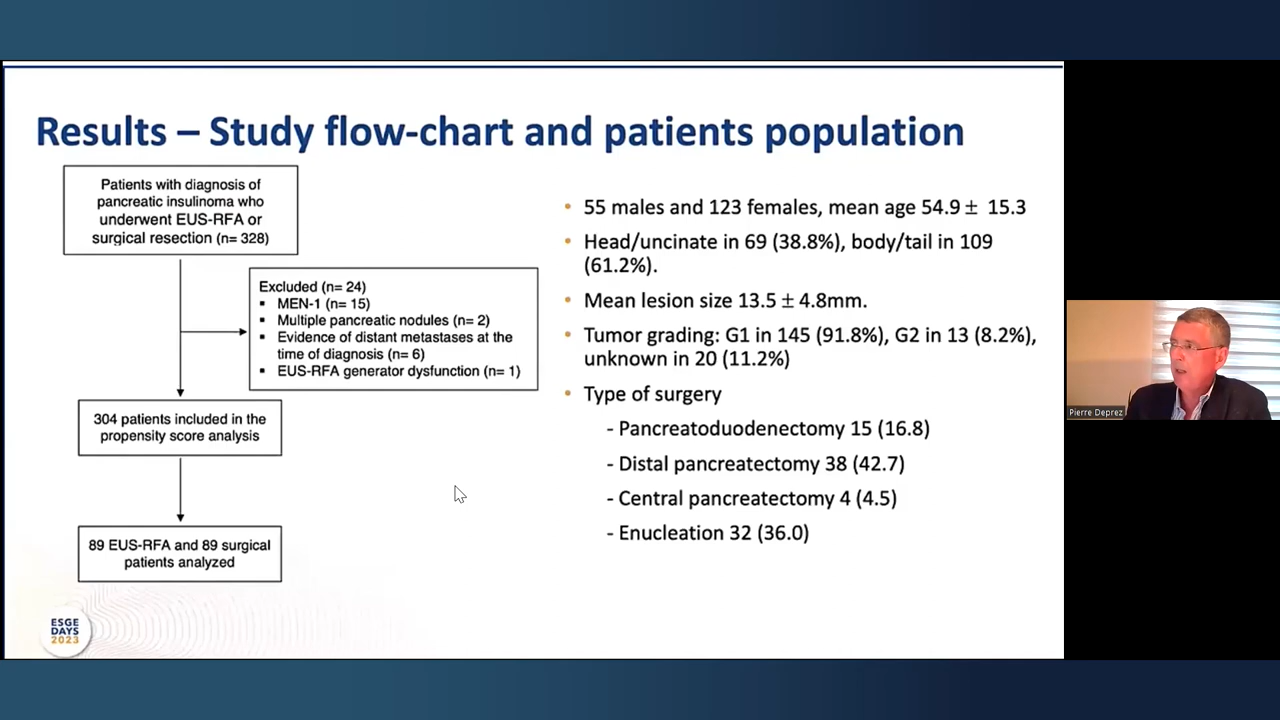 Results – Study flow-chart and patients population
Patients with diagnosis of
pancreatic insulinoma who
underwent EUS-RFA or
surgical resection (n= 328)
Excluded (n= 24)
▪ MEN-1 (n= 15)
▪ Multiple pancreatic nodules (n= 2)
▪ Evidence of distant metastases at the
time of diagnosis (n= 6)
▪ EUS-RFA generator dysfunction (n= 1)
304 patients included in the
propensity score analysis
89 EUS-RFA and 89 surgical
patients analyzed
• 55 males and 123 females, mean age 54.9 ± 15.3
• Head/uncinate in 69 (38.8%), body/tail in 109
(61.2%).
• Mean lesion size 13.5 ± 4.8mm.
• Tumor grading: G1 in 145 (91.8%), G2 in 13 (8.2%),
unknown in 20 (11.2%)
• Type of surgery
- Pancreatoduodenectomy 15 (16.8)
- Distal pancreatectomy 38 (42.7)
- Central pancreatectomy 4 (4.5)
- Enucleation 32 (36.0)
ESGE
DAYS
2023
Pierre Deprez